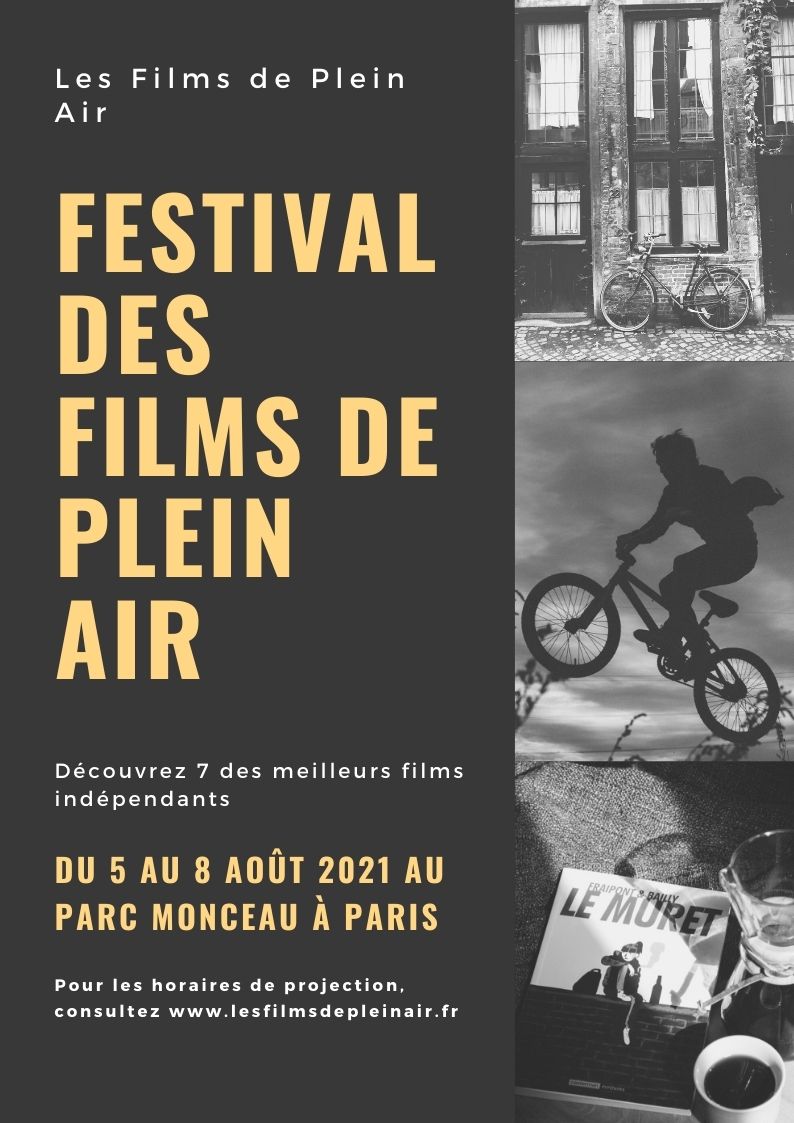 Les Films de Plein
Air
FESTIVAL
DES
FILMS DE
PLEIN
AIR
Découvrez 7 des meilleurs films
indépendants
DU 5 AU 8 AOÛT 2021 AU
PARC MONCEAU À PARIS
Pour les horaires de projection,
consultez www.lesfilmsdepleinair.fr
FRAIPONT & BAILLY
LE MURET
casterman